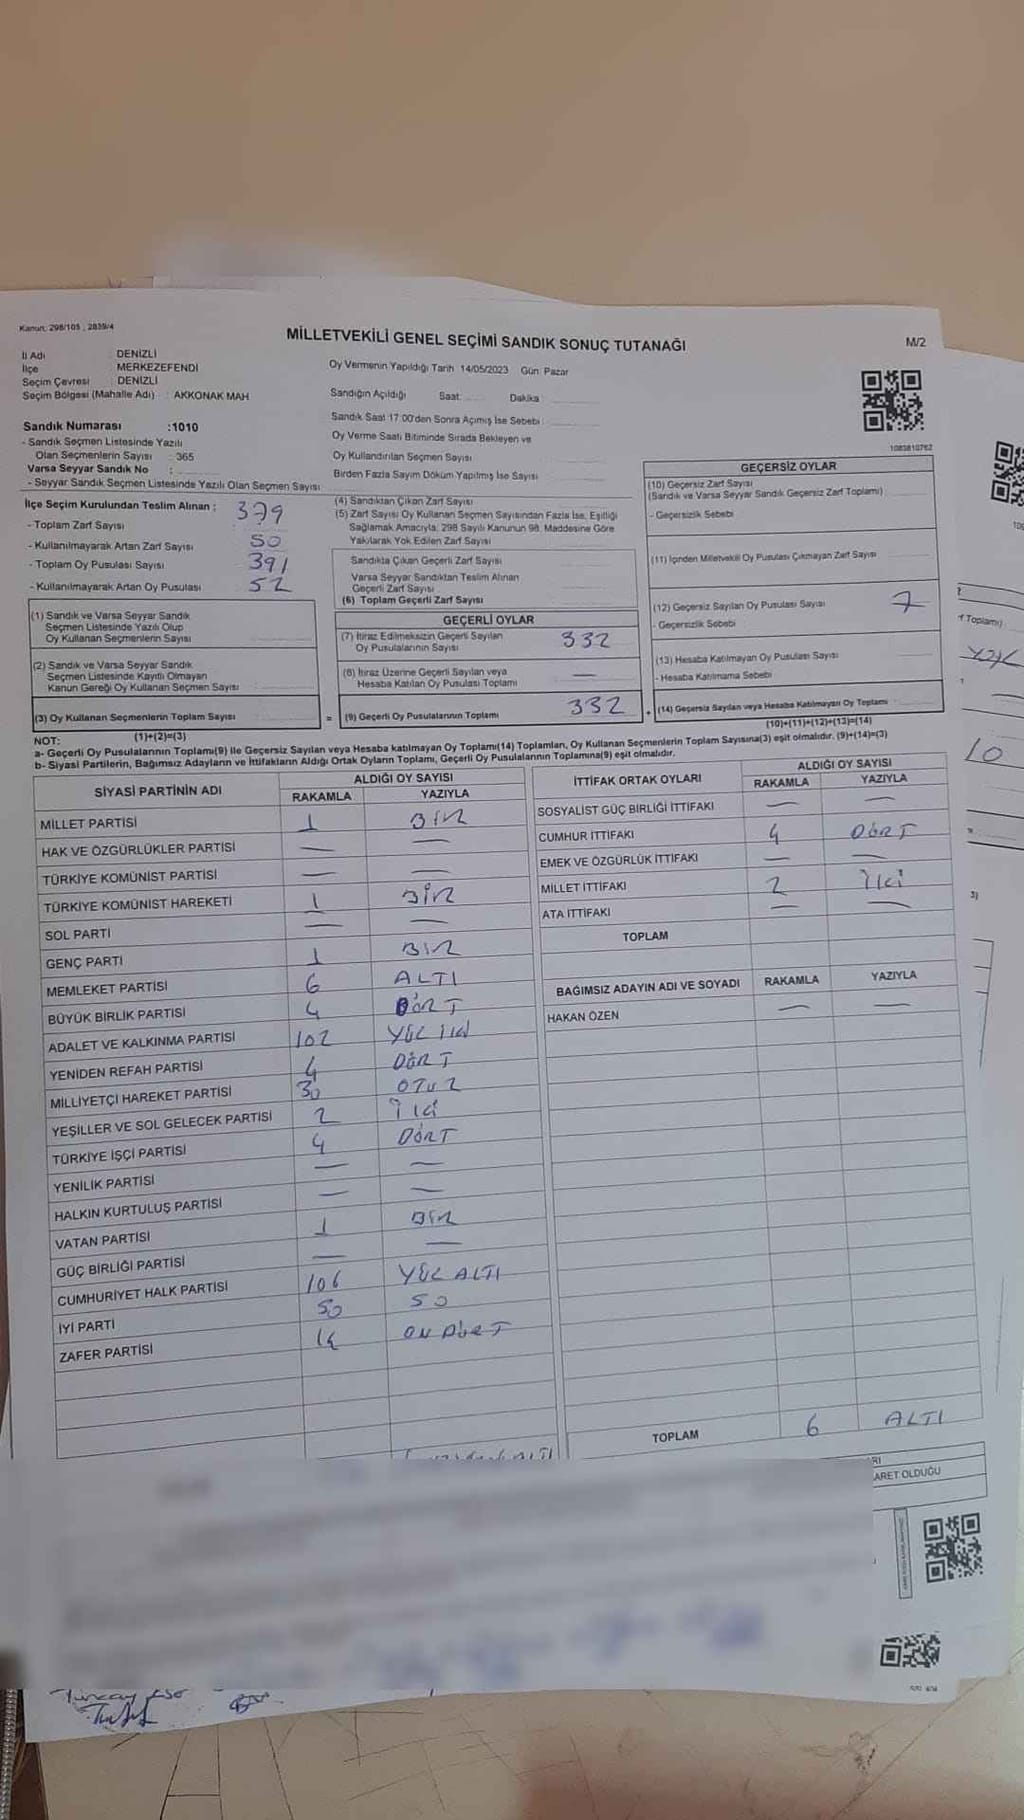 Kanun: 298/105 , 2839/4
MİLLETVEKİLİ GENEL SEÇİMİ SANDIK SONUÇ TUTANAĞI
M/2
İl Adı : DENİZLİ
İlçe : MERKEZEFENDİ
Seçim Çevresi : DENİZLİ
Seçim Bölgesi (Mahalle Adı) : AKKONAK MAH
Oy Vermenin Yapıldığı Tarih 14/05/2023 Gün: Pazar
Sandığın Açıldığı Saat: Dakika :
Sandık Saat 17:00'den Sonra Açımış İse Sebebi :
Oy Verme Saati Bitiminde Sırada Bekleyen ve
Oy Kullandırılan Seçmen Sayısı
Birden Fazla Sayım Döküm Yapılmış İse Sayısı
1083810762
Sandık Numarası :1010
- Sandık Seçmen Listesinde Yazılı
Olan Seçmenlerin Sayısı : 365
Varsa Seyyar Sandık No :
- Seyyar Sandık Seçmen Listesinde Yazılı Olan Seçmen Sayısı
İlçe Seçim Kurulundan Teslim Alınan : 379
- Toplam Zarf Sayısı
- Kullanılmayarak Artan Zarf Sayısı 50
- Toplam Oy Pusulası Sayısı 391
- Kullanılmayarak Artan Oy Pusulası 52
(1) Sandık ve Varsa Seyyar Sandık
Seçmen Listesinde Yazılı Olup
Oy Kullanan Seçmenlerin Sayısı
(2) Sandık ve Varsa Seyyar Sandık
Seçmen Listesinde Kayıtlı Olmayan
Kanun Gereği Oy Kullanan Seçmen Sayısı
(3) Oy Kullanan Seçmenlerin Toplam Sayısı
(1)+(2)=(3)
(4) Sandıktan Çıkan Zarf Sayısı
(5) Zarf Sayısı Oy Kullanan Seçmen Sayısından Fazla İse, Eşitliği
Sağlamak Amacıyla; 298 Sayılı Kanunun 98. Maddesine Göre
Yakılarak Yok Edilen Zarf Sayısı
Sandıkta Çıkan Geçerli Zarf Sayısı
Varsa Seyyar Sandıktan Teslim Alınan
Geçerli Zarf Sayısı
(6) Toplam Geçerli Zarf Sayısı
GEÇERLİ OYLAR
(7) İtiraz Edilmeksizin Geçerli Sayılan
Oy Pusulalarının Sayısı 332
(8) İtiraz Üzerine Geçerli Sayılan veya
Hesaba Katılan Oy Pusulası Toplamı —
= (9) Geçerli Oy Pusulalarının Toplamı 332 +
GEÇERSİZ OYLAR
(10) Geçersiz Zarf Sayısı
(Sandık ve Varsa Seyyar Sandık Geçersiz Zarf Toplamı)
- Geçersizlik Sebebi
(11) İçinden Milletvekili Oy Pusulası Çıkmayan Zarf Sayısı
(12) Geçersiz Sayılan Oy Pusulası Sayısı 7
- Geçersizlik Sebebi
(13) Hesaba Katılmayan Oy Pusulası Sayısı
- Hesaba Katılmama Sebebi
(14) Geçersiz Sayılan veya Hesaba Katılmayan Oy Toplamı
(10)+(11)+(12)+(13)=(14)
NOT:
a- Geçerli Oy Pusulalarının Toplamı(9) ile Geçersiz Sayılan veya Hesaba katılmayan Oy Toplamı(14) Toplamları, Oy Kullanan Seçmenlerin Toplam Sayısına(3) eşit olmalıdır. (9)+(14)=(3)
b- Siyasi Partilerin, Bağımsız Adayların ve İttifakların Aldığı Ortak Oyların Toplamı, Geçerli Oy Pusulalarının Toplamına(9) eşit olmalıdır.
SİYASİ PARTİNİN ADI ALDIĞI OY SAYISI
RAKAMLA YAZIYLA
MİLLET PARTİSİ 1 BİR
HAK VE ÖZGÜRLÜKLER PARTİSİ — —
TÜRKİYE KOMÜNİST PARTİSİ — —
TÜRKİYE KOMÜNİST HAREKETİ 1 BİR
SOL PARTİ — —
GENÇ PARTİ 1 BİR
MEMLEKET PARTİSİ 6 ALTI
BÜYÜK BİRLİK PARTİSİ 4 DÖRT
ADALET VE KALKINMA PARTİSİ 102 YÜZ İKİ
YENİDEN REFAH PARTİSİ 4 DÖRT
MİLLİYETÇİ HAREKET PARTİSİ 30 OTUZ
YEŞİLLER VE SOL GELECEK PARTİSİ 2 İKİ
TÜRKİYE İŞÇİ PARTİSİ 4 DÖRT
YENİLİK PARTİSİ — —
HALKIN KURTULUŞ PARTİSİ — —
VATAN PARTİSİ 1 BİR
GÜÇ BİRLİĞİ PARTİSİ — —
CUMHURİYET HALK PARTİSİ 106 YÜZ ALTI
İYİ PARTİ 50 50
ZAFER PARTİSİ 14 ON DÖRT
İTTİFAK ORTAK OYLARI ALDIĞI OY SAYISI
RAKAMLA YAZIYLA
SOSYALİST GÜÇ BİRLİĞİ İTTİFAKI — —
CUMHUR İTTİFAKI 4 DÖRT
EMEK VE ÖZGÜRLÜK İTTİFAKI — —
MİLLET İTTİFAKI 2 İKİ
ATA İTTİFAKI — —
TOPLAM
BAĞIMSIZ ADAYIN ADI VE SOYADI RAKAMLA YAZIYLA
HAKAN ÖZEN — —
TOPLAM 6 ALTI
ARET OLDUĞU
Toplamı)
10
3)